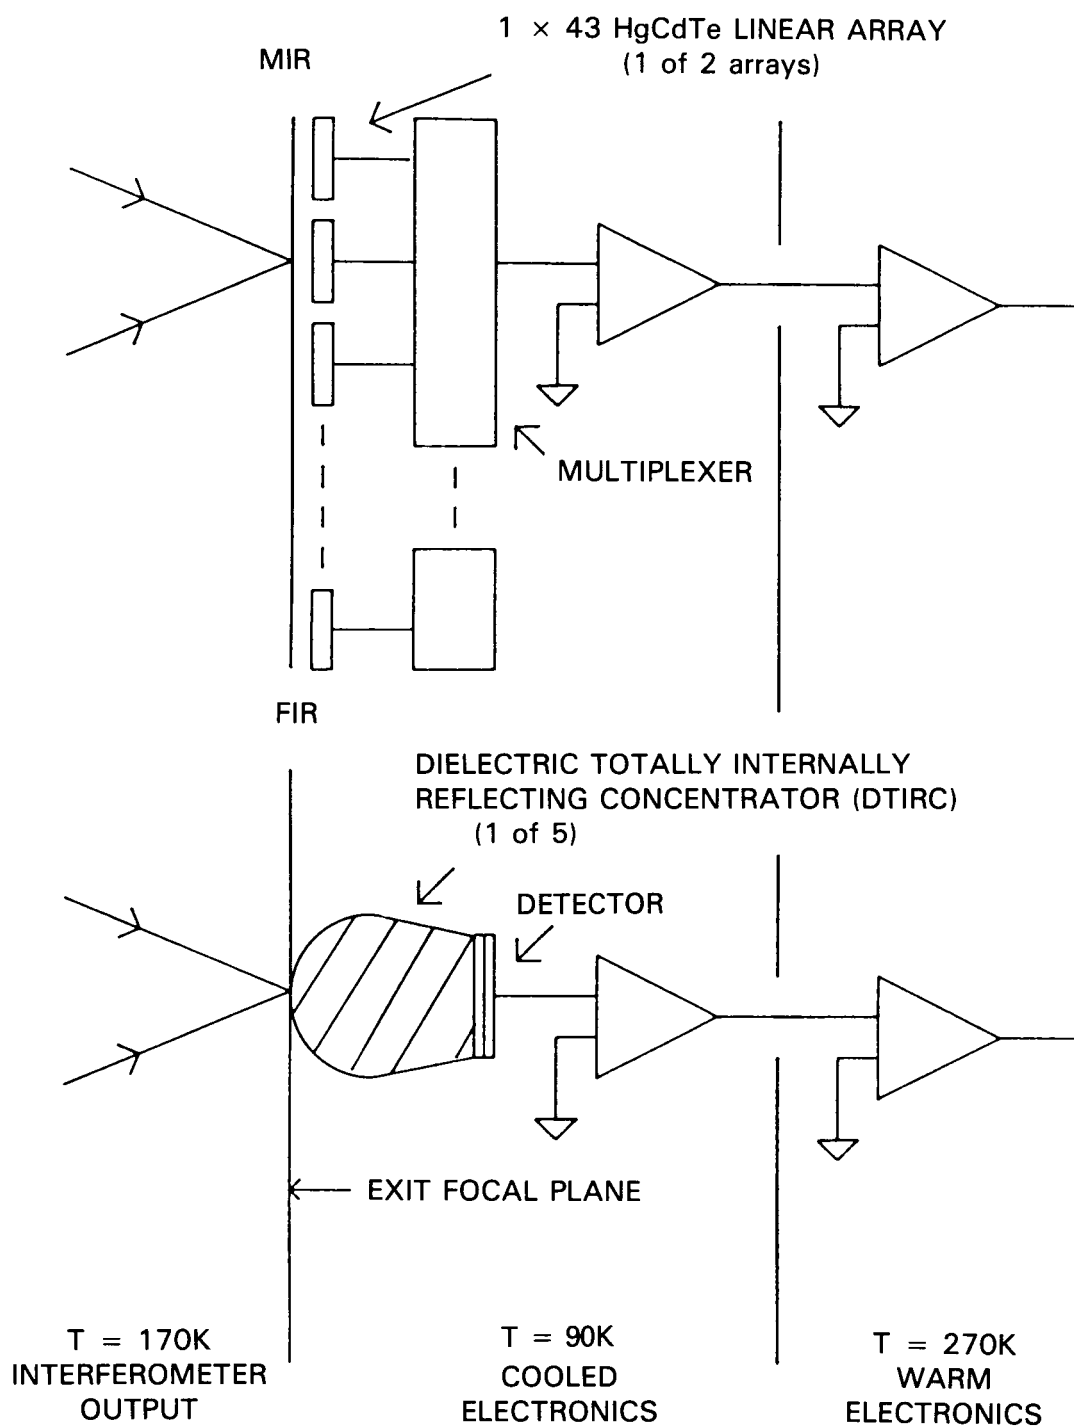 1 × 43 HgCdTe LINEAR ARRAY
(1 of 2 arrays)
MIR
MULTIPLEXER
FIR
DIELECTRIC TOTALLY INTERNALLY
REFLECTING CONCENTRATOR (DTIRC)
(1 of 5)
DETECTOR
EXIT FOCAL PLANE
T = 170K
INTERFEROMETER
OUTPUT
T = 90K
COOLED
ELECTRONICS
T = 270K
WARM
ELECTRONICS